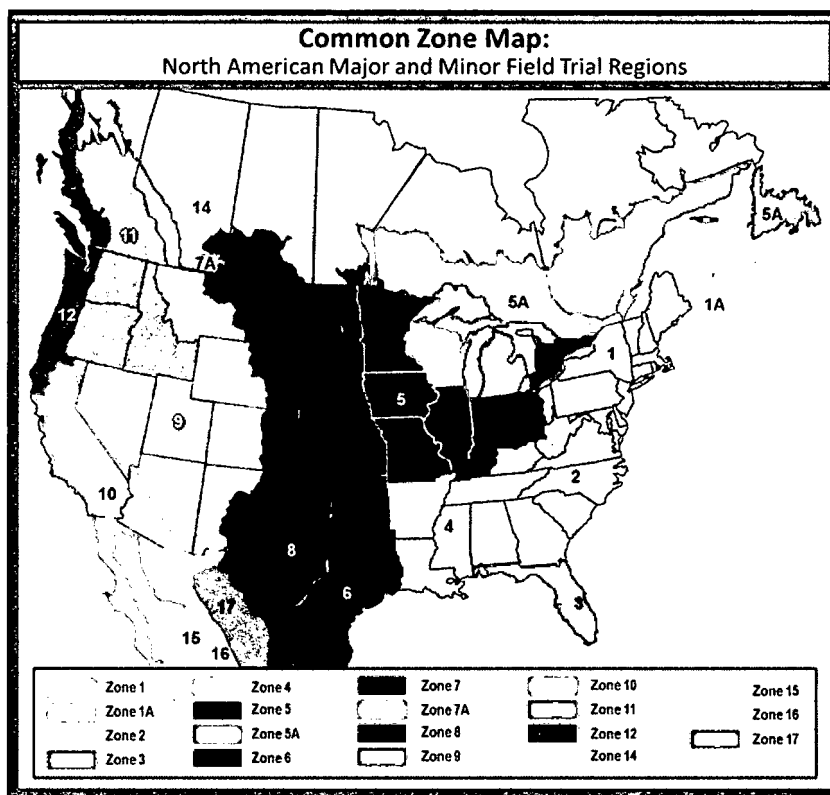 Common Zone Map:
North American Major and Minor Field Trial Regions
14
11
7A
5A
5A
1A
12
1
5
9
10
2
4
8
6
17
3
15
16
Zone 1
Zone 1A
Zone 2
Zone 3
Zone 4
Zone 5
Zone 5A
Zone 6
Zone 7
Zone 7A
Zone 8
Zone 9
Zone 10
Zone 11
Zone 12
Zone 14
Zone 15
Zone 16
Zone 17